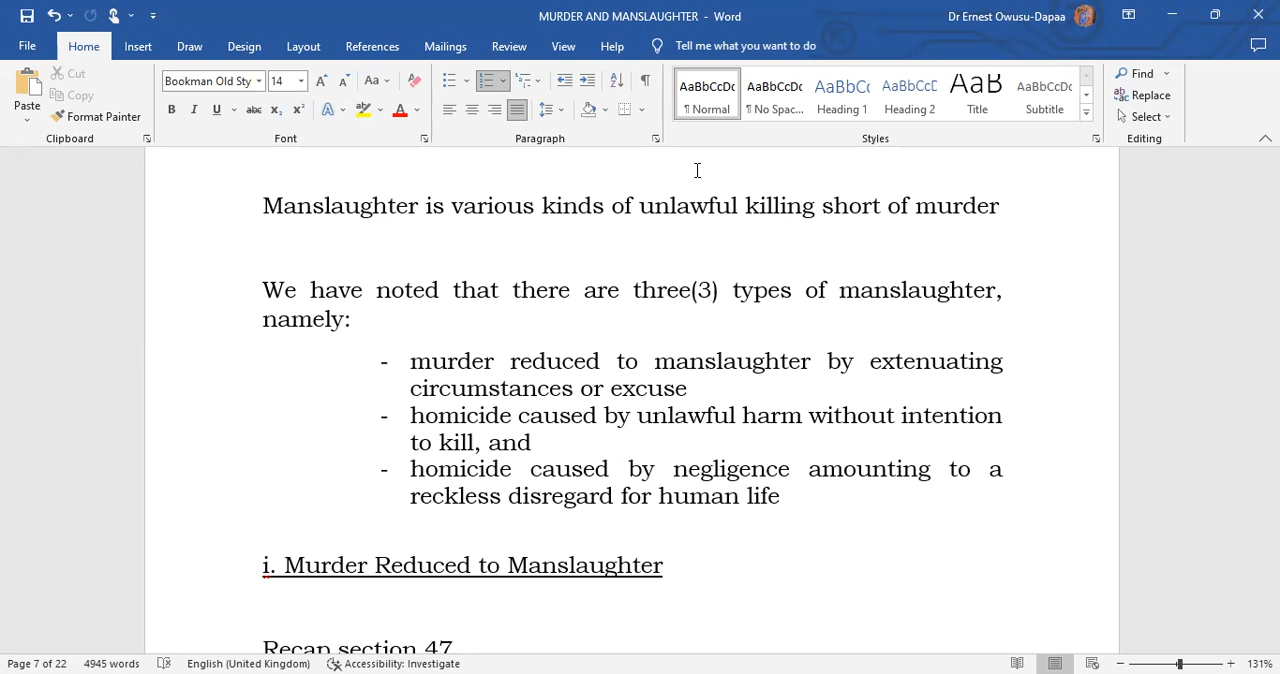 MURDER AND MANSLAUGHTER - Word
Dr Ernest Owusu-Dapaa
File Home Insert Draw Design Layout References Mailings Review View Help Tell me what you want to do
Paste
Cut
Copy
Format Painter
Clipboard
Bookman Old Sty 14
Font
Paragraph
AaBbCcDc AaBbCcDc AaBbC AaBbCcD AaB AaBbCcDc
¶ Normal ¶ No Spac... Heading 1 Heading 2 Title Subtitle
Styles
Find
Replace
Select
Editing
Manslaughter is various kinds of unlawful killing short of murder
We have noted that there are three(3) types of manslaughter,
namely:
- murder reduced to manslaughter by extenuating
circumstances or excuse
- homicide caused by unlawful harm without intention
to kill, and
- homicide caused by negligence amounting to a
reckless disregard for human life
i. Murder Reduced to Manslaughter
Recap section 47
Page 7 of 22 4945 words English (United Kingdom) Accessibility: Investigate 131%